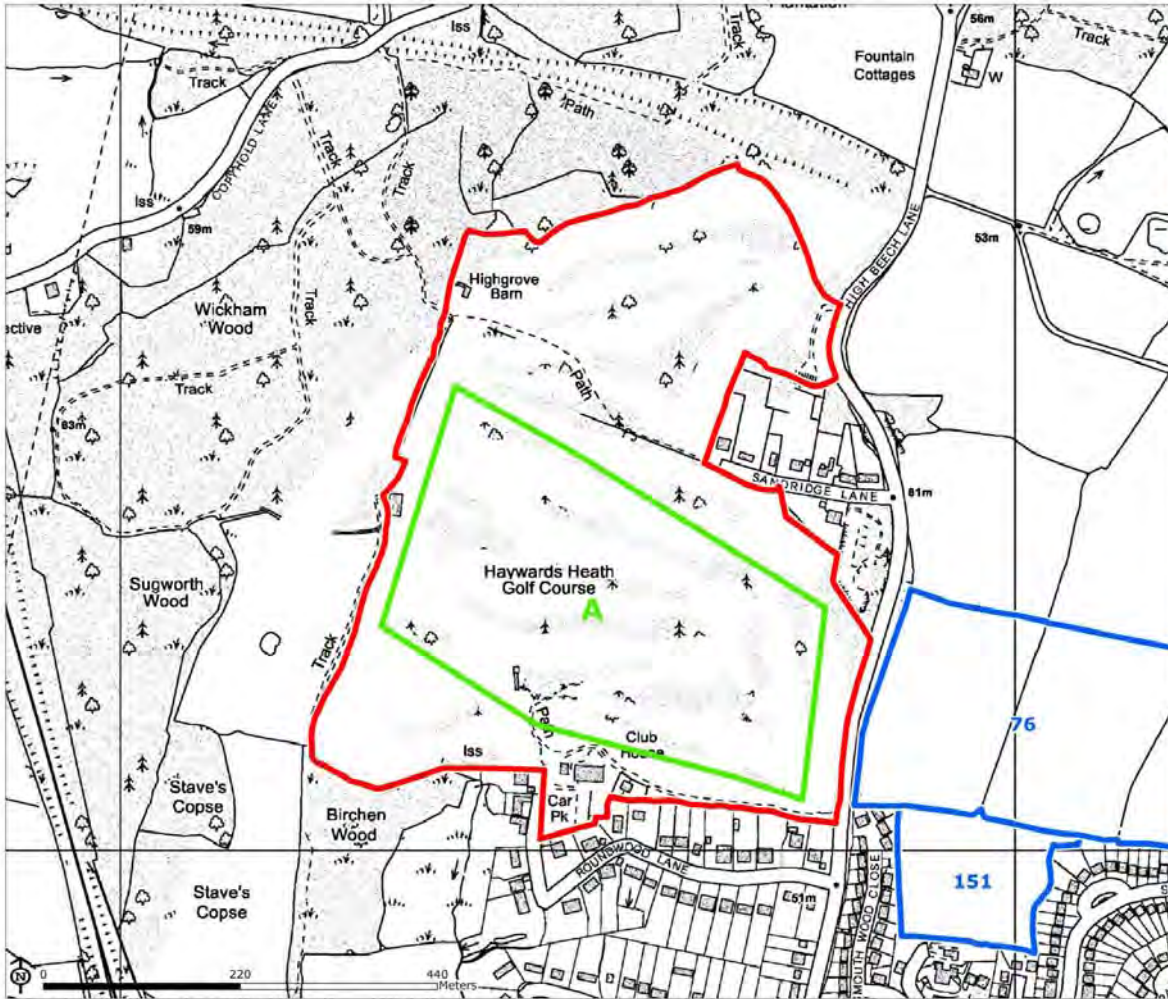 Iss
Track
56m
Track
Fountain
Cottages
W
Track
Path
COPYHOLD LANE
Track
Track
Iss
59m
53m
HIGH BEECH LANE
Highgrove
Barn
Wickham
Wood
Track
Track
Path
83m
SANDRIDGE LANE
81m
Haywards Heath
Golf Course
A
Sugworth
Wood
Track
Path
Club
House
76
Iss
Stave's
Copse
Car
Pk
Birchen
Wood
ROUNDWOOD LANE
151
Stave's
Copse
51m
MOUTH WOOD CLOSE
N
0
220
440
Meters